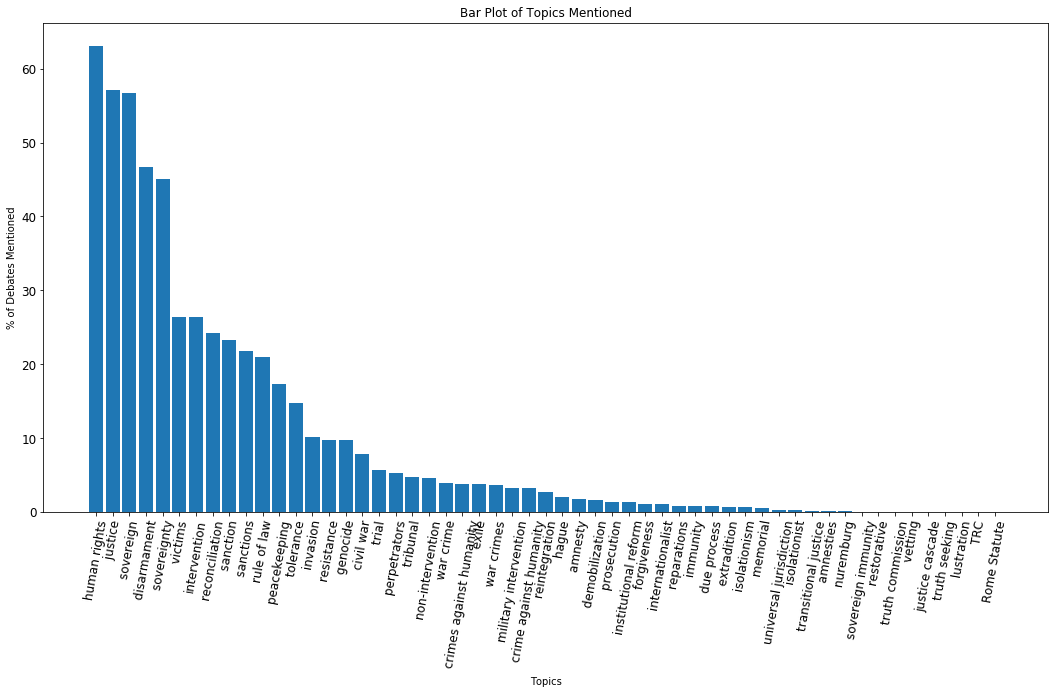 Bar Plot of Topics Mentioned
% of Debates Mentioned
60
50
40
30
20
10
0
human rights
justice
sovereign
disarmament
sovereignty
victims
intervention
reconciliation
sanction
sanctions
rule of law
peacekeeping
tolerance
invasion
resistance
genocide
civil war
trial
perpetrators
tribunal
non-intervention
war crime
crimes against humanity
exile
war crimes
military intervention
crime against humanity
reintegration
hague
amnesty
demobilization
prosecution
institutional reform
forgiveness
internationalist
reparations
immunity
due process
extradition
isolationism
memorial
universal jurisdiction
isolationist
transitional justice
amnesties
nuremburg
sovereign immunity
restorative
truth commission
vetting
justice cascade
truth seeking
lustration
TRC
Rome Statute
Topics